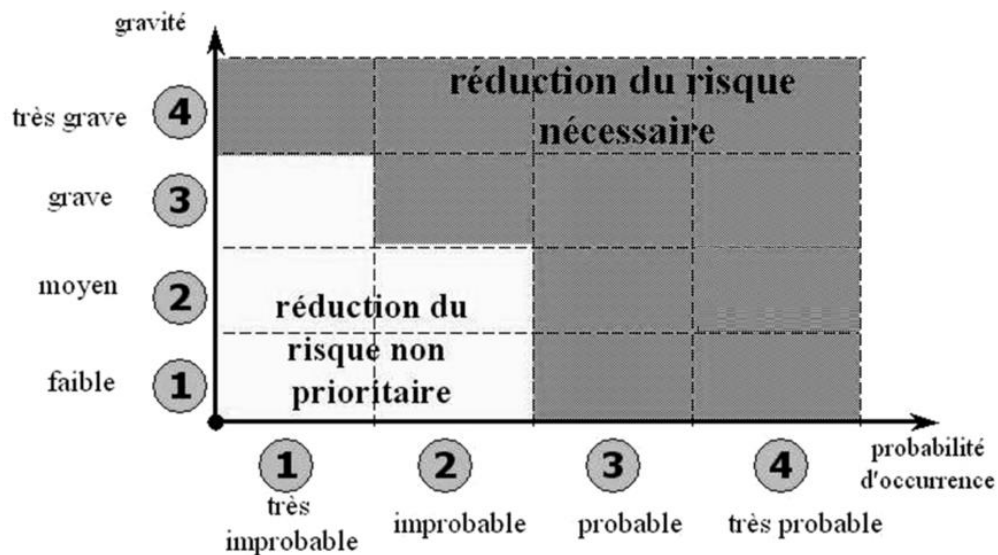 gravité
réduction du risque
nécessaire
très grave
4
grave
3
moyen
2
réduction du
risque non
prioritaire
faible
1
1
2
3
4
probabilité
d'occurrence
très
improbable
improbable
probable
très probable